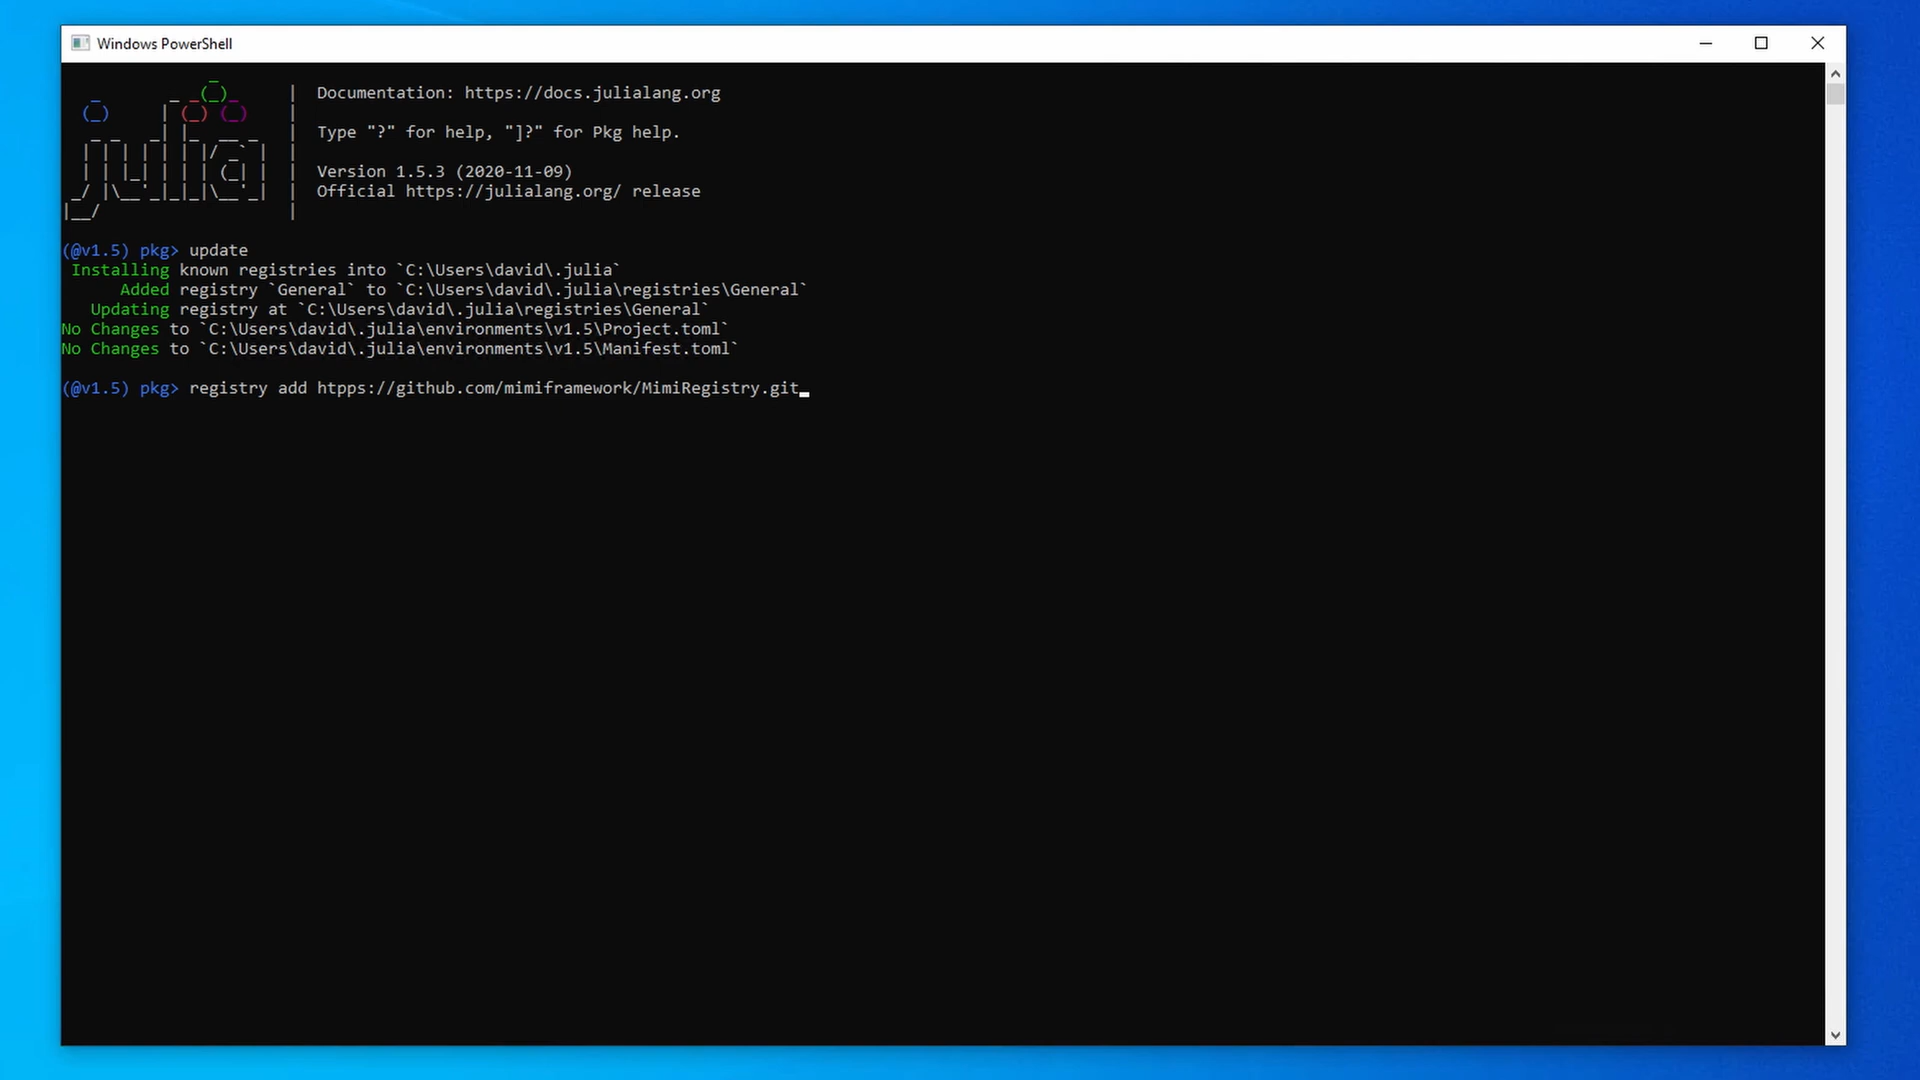 Windows PowerShell
Documentation: https://docs.julialang.org
Type "?" for help, "]?" for Pkg help.
Version 1.5.3 (2020-11-09)
Official https://julialang.org/ release
(@v1.5) pkg> update
Installing known registries into `C:\Users\david\.julia`
Added registry `General` to `C:\Users\david\.julia\registries\General`
Updating registry at `C:\Users\david\.julia\registries\General`
No Changes to `C:\Users\david\.julia\environments\v1.5\Project.toml`
No Changes to `C:\Users\david\.julia\environments\v1.5\Manifest.toml`
(@v1.5) pkg> registry add htpps://github.com/mimiframework/MimiRegistry.git